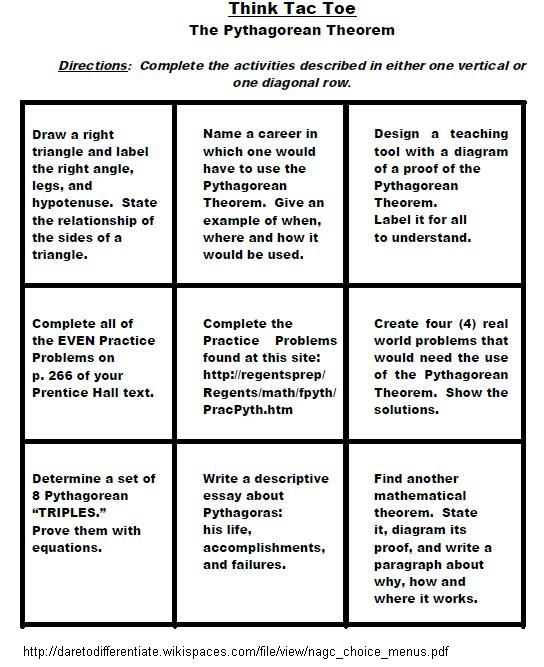 Think Tac Toe
The Pythagorean Theorem
Directions: Complete the activities described in either one vertical or
one diagonal row.
Draw a right
triangle and label
the right angle,
legs, and
hypotenuse. State
the relationship of
the sides of a
triangle.
Name a career in
which one would
have to use the
Pythagorean
Theorem. Give an
example of when,
where and how it
would be used.
Design a teaching
tool with a diagram
of a proof of the
Pythagorean
Theorem.
Label it for all
to understand.
Complete all of
the EVEN Practice
Problems on
p. 266 of your
Prentice Hall text.
Complete the
Practice Problems
found at this site:
http://regentsprep/
Regents/math/fpyth/
PracPyth.htm
Create four (4) real
world problems that
would need the use
of the Pythagorean
Theorem. Show the
solutions.
Determine a set of
8 Pythagorean
“TRIPLES.”
Prove them with
equations.
Write a descriptive
essay about
Pythagoras:
his life,
accomplishments,
and failures.
Find another
mathematical
theorem. State
it, diagram its
proof, and write a
paragraph about
why, how and
where it works.
http://daretodifferentiate.wikispaces.com/file/view/nagc_choice_menus.pdf